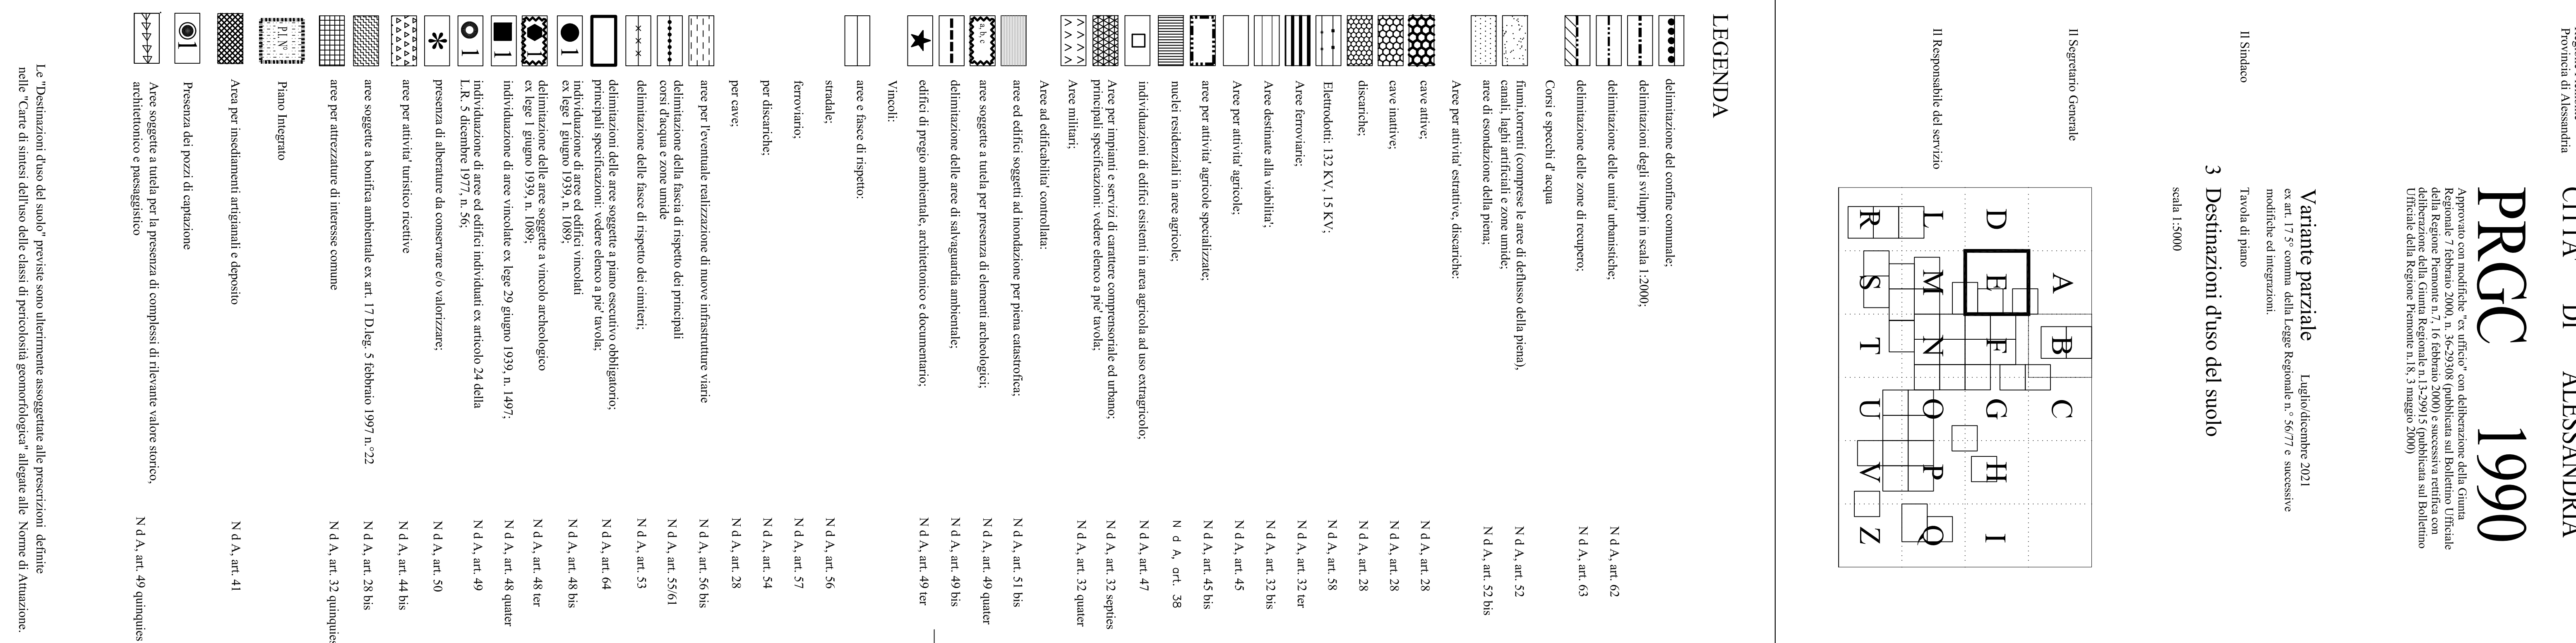 Provincia di Alessandria
CITTA' DI ALESSANDRIA
PRGC 1990
Approvato con modifiche "ex ufficio" con deliberazione della Giunta
Regionale 7 febbraio 2000, n. 36-29308 (pubblicata sul Bollettino Ufficiale
della Regione Piemonte n.7, 16 febbraio 2000) e successiva rettifica con
deliberazione della Giunta Regionale n.13-29915 (pubblicata sul Bollettino
Ufficiale della Regione Piemonte n.18, 3 maggio 2000)
Variante parziale Luglio/dicembre 2021
ex art. 17 5° comma della Legge Regionale n.° 56/77 e successive
modifiche ed integrazioni.
Tavola di piano
3 Destinazioni d'uso del suolo
scala 1:5000
Il Sindaco
Il Segretario Generale
Il Responsabile del servizio
A B C
D E F G H I
L M N O P Q
R S T U V Z
LEGENDA
delimitazione del confine comunale;
delimitazioni degli sviluppi in scala 1:2000;
delimitazione delle unita' urbanistiche; N d A, art. 62
delimitazione delle zone di recupero; N d A, art. 63
Corsi e specchi d' acqua
fiumi,torrenti (comprese le aree di deflusso della piena), N d A, art. 52
canali, laghi artificiali e zone umide;
aree di esondazione della piena; N d A, art. 52 bis
Aree per attivita' estrattive, discariche:
cave attive; N d A, art. 28
cave inattive; N d A, art. 28
discariche; N d A, art. 28
Elettrodotti: 132 KV, 15 KV; N d A, art. 58
Aree ferroviarie; N d A, art. 32 ter
Aree destinate alla viabilita'; N d A, art. 32 bis
Aree per attivita' agricole; N d A, art. 45
aree per attivita' agricole specializzate; N d A, art. 45 bis
nuclei residenziali in aree agricole; N d A, art. 38
individuazioni di edifici esistenti in area agricola ad uso extragricolo; N d A, art. 47
Aree per impianti e servizi di carattere comprensoriale ed urbano; N d A, art. 32 septies
principali specificazioni: vedere elenco a pie' tavola;
Aree militari; N d A, art. 32 quater
Aree ad edificabilita' controllata:
aree ed edifici soggetti ad inondazione per piena catastrofica; N d A, art. 51 bis
a, b, c aree soggette a tutela per presenza di elementi archeologici; N d A, art. 49 quater
delimitazione delle aree di salvaguardia ambientale; N d A, art. 49 bis
edifici di pregio ambientale, architettonico e documentario; N d A, art. 49 ter
Vincoli:
aree e fasce di rispetto:
stradale; N d A, art. 56
ferroviario; N d A, art. 57
per discariche; N d A, art. 54
per cave; N d A, art. 28
aree per l'eventuale realizzazione di nuove infrastrutture viarie N d A, art. 56 bis
delimitazione della fascia di rispetto dei principali N d A, art. 55/61
corsi d'acqua e zone umide
delimitazione delle fasce di rispetto dei cimiteri; N d A, art. 53
delimitazioni delle aree soggette a piano esecutivo obbligatorio; N d A, art. 64
principali specificazioni: vedere elenco a pie' tavola;
1 individuazione di aree ed edifici vincolati N d A, art. 48 bis
ex lege 1 giugno 1939, n. 1089;
1 delimitazione delle aree soggette a vincolo archeologico N d A, art. 48 ter
ex lege 1 giugno 1939, n. 1089;
1 individuazione di aree vincolate ex lege 29 giugno 1939, n. 1497; N d A, art. 48 quater
1 individuazione di aree ed edifici individuati ex articolo 24 della N d A, art. 49
L.R. 5 dicembre 1977, n. 56;
presenza di alberature da conservare e/o valorizzare; N d A, art. 50
aree per attivita' turistico ricettive N d A, art. 44 bis
aree soggette a bonifica ambientale ex art. 17 D.leg. 5 febbraio 1997 n.°22 N d A, art. 28 bis
aree per attrezzature di interesse comune N d A, art. 32 quinquies
P.I.N° Piano Integrato
Area per insediamenti artigianali e deposito N d A, art. 41
1 Presenza dei pozzi di captazione
Aree soggette a tutela per la presenza di complessi di rilevante valore storico, N d A, art. 49 quinquies
architettonico e paesaggistico
Le "Destinazioni d'uso del suolo" previste sono ulterirmente assoggettate alle prescrizioni definite
nelle "Carte di sintesi dell'uso delle classi di pericolosità geomorfologica" allegate alle Norme di Attuazione.